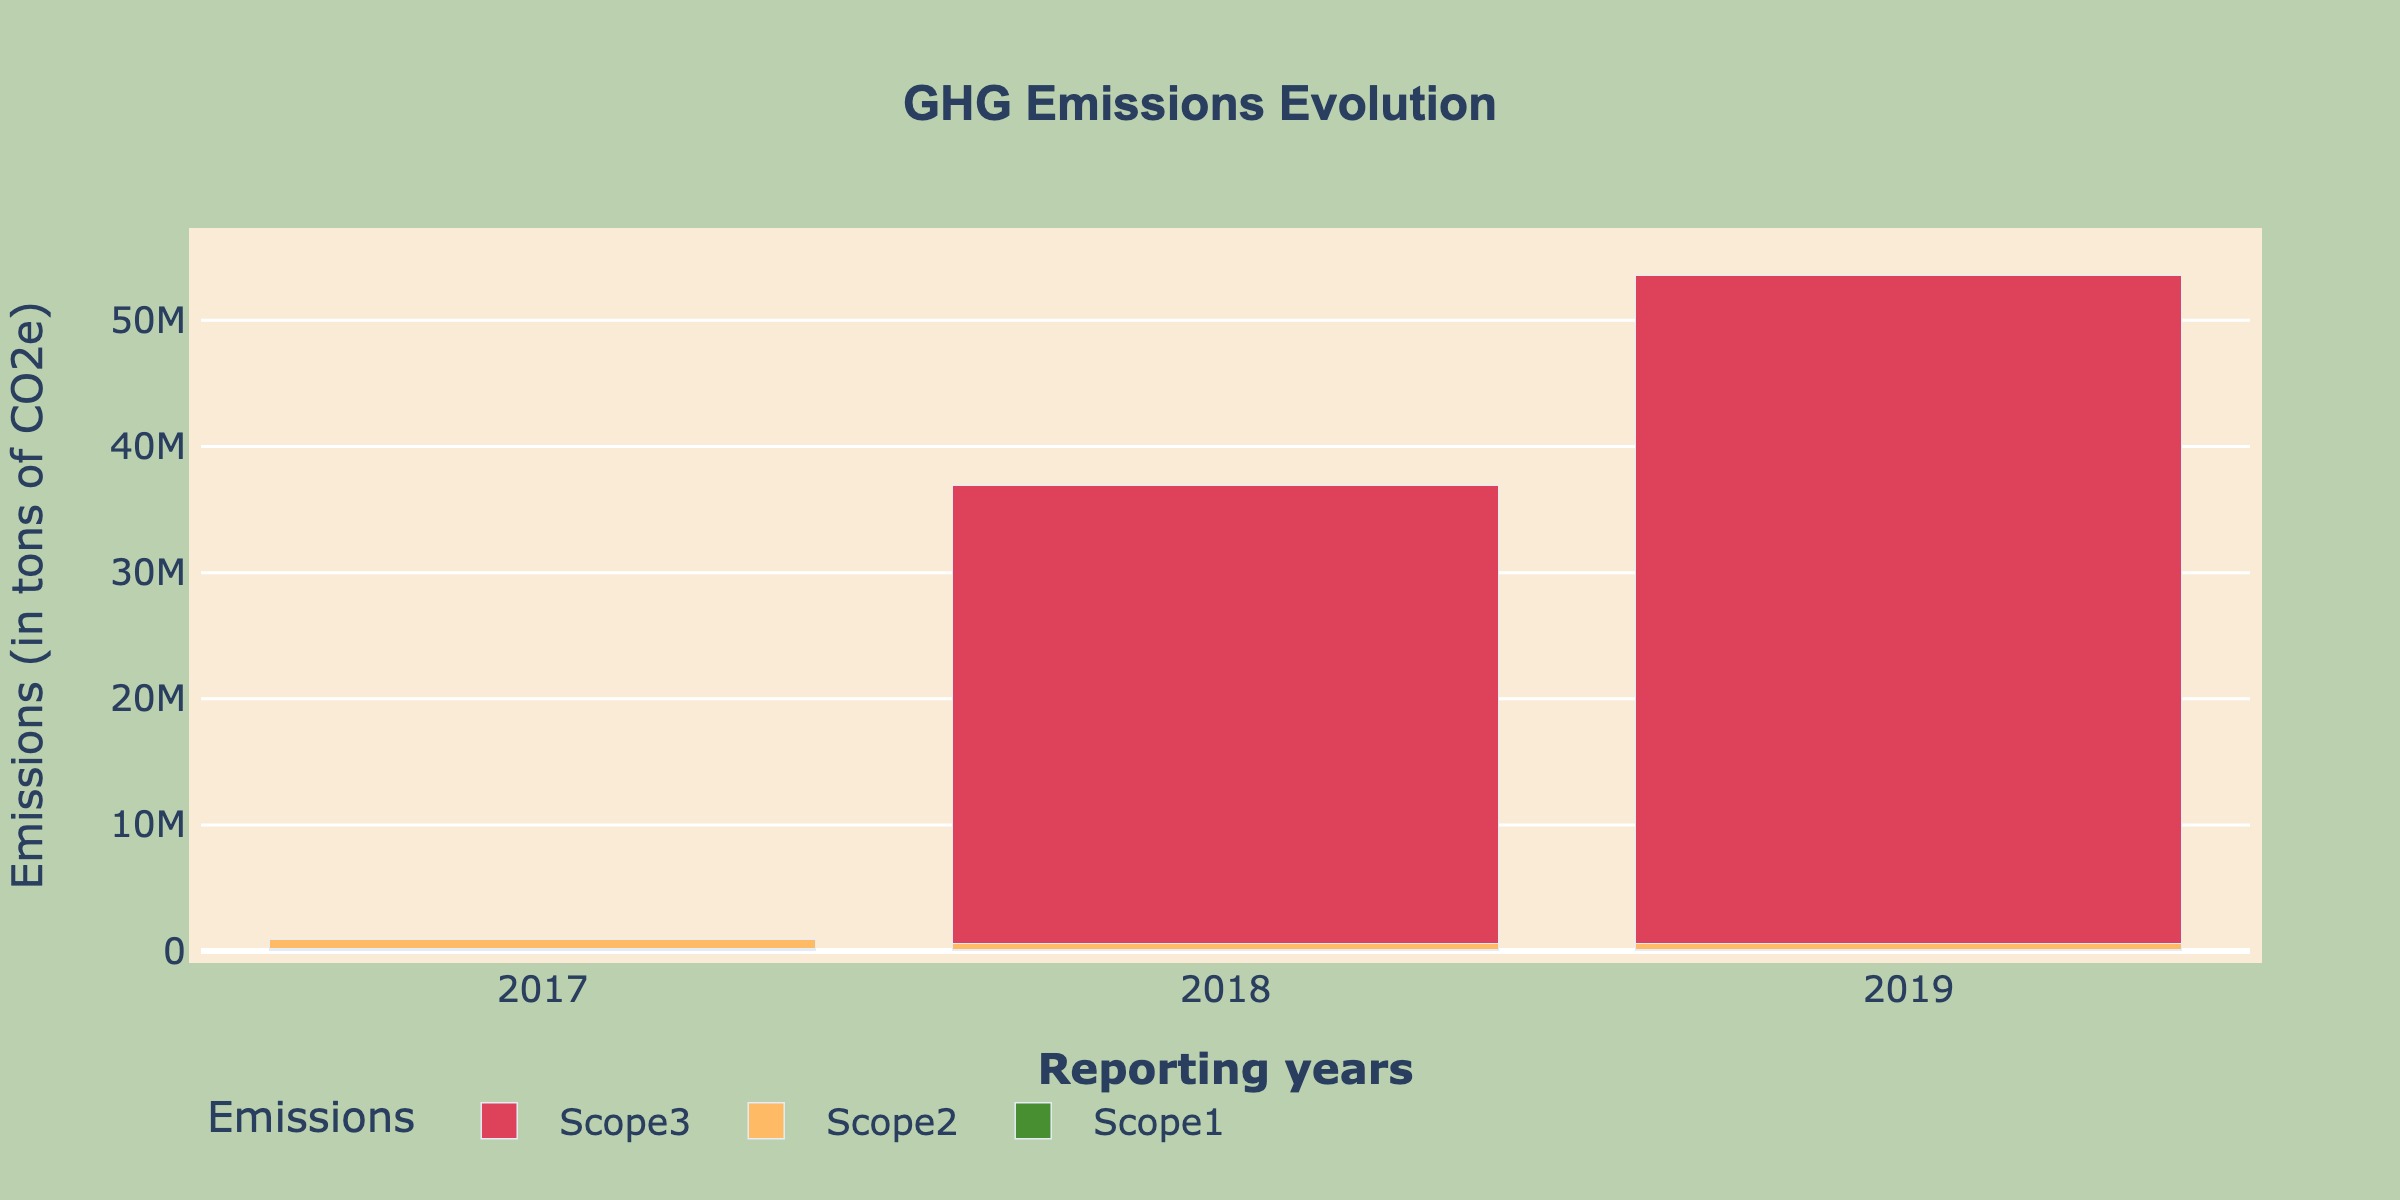 GHG Emissions Evolution
Emissions (in tons of CO2e)
50M
40M
30M
20M
10M
0
2017 2018 2019
Reporting years
Emissions Scope3 Scope2 Scope1